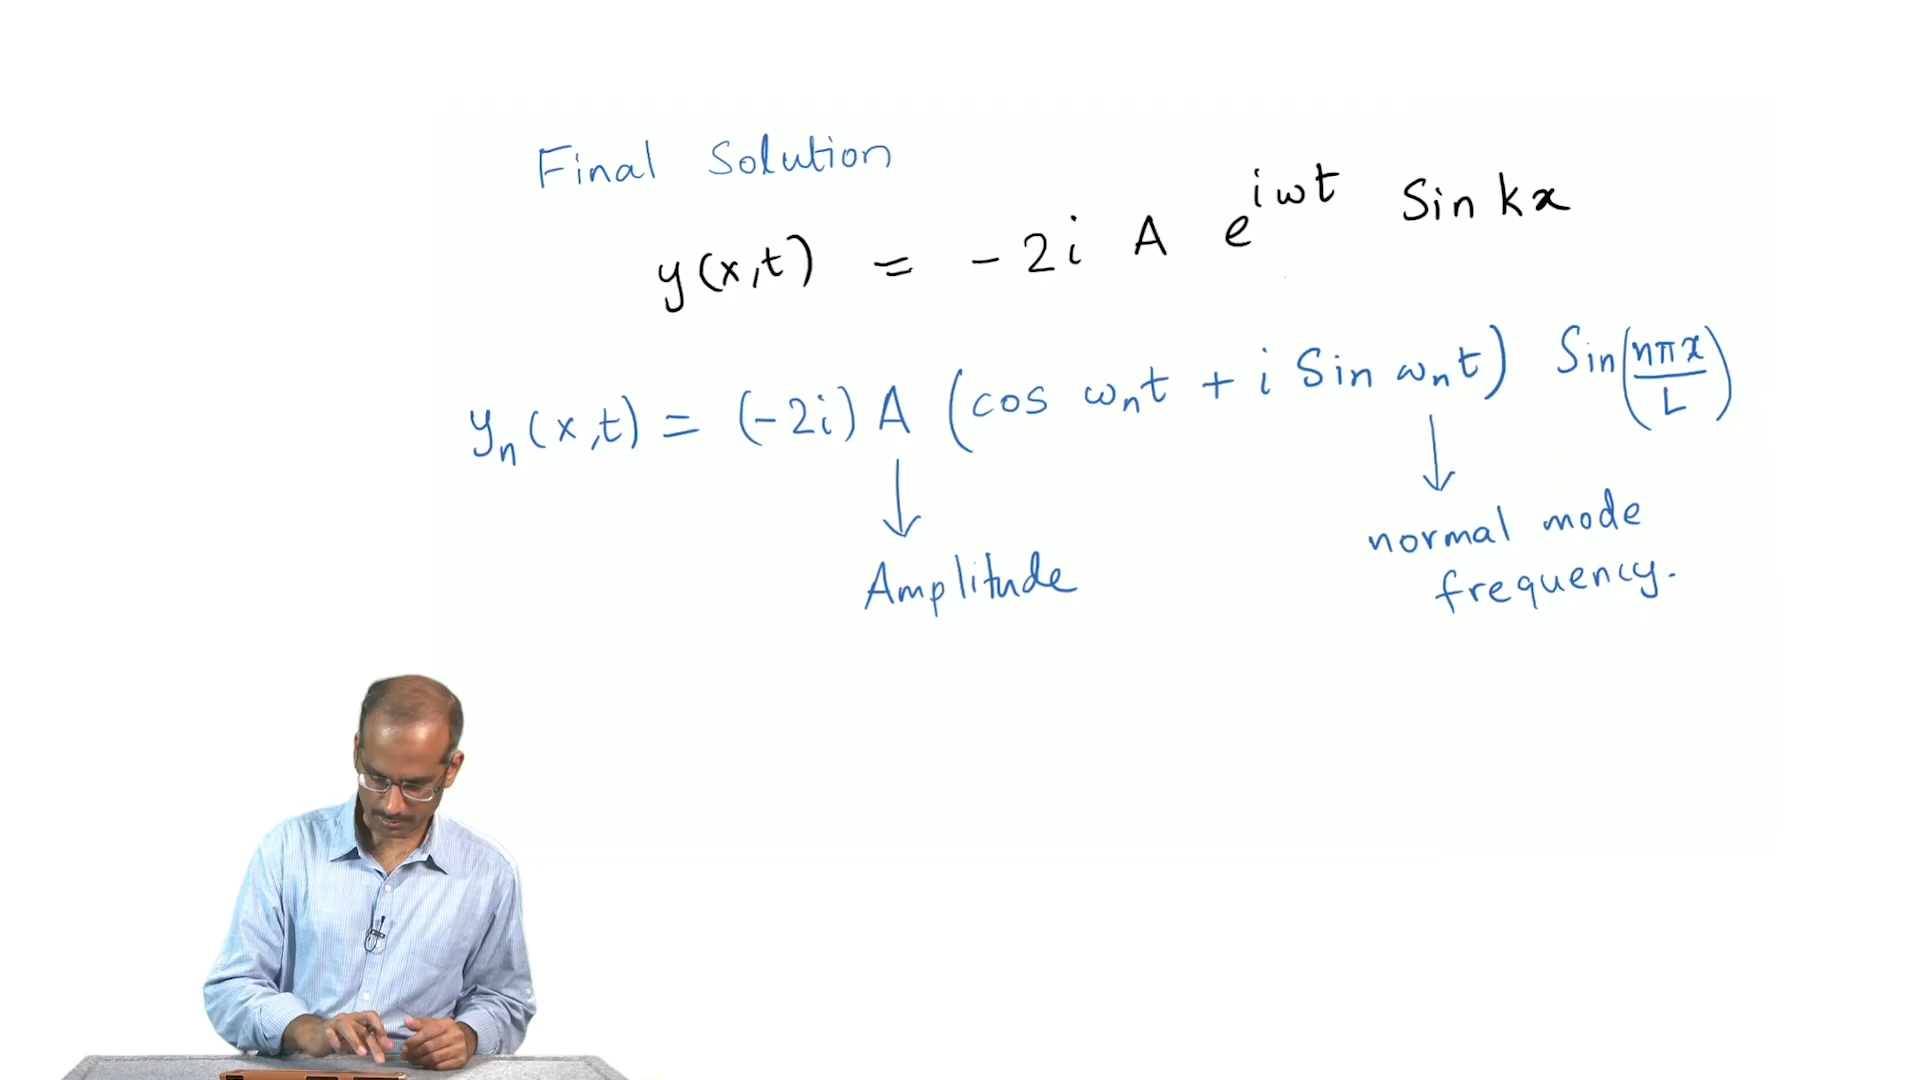 Final Solution
y(x,t) = -2i A e^{iωt} Sin kx
y_n(x,t) = (-2i) A (cos ω_n t + i Sin ω_n t) Sin(nπx/L)
Amplitude
normal mode
frequency.